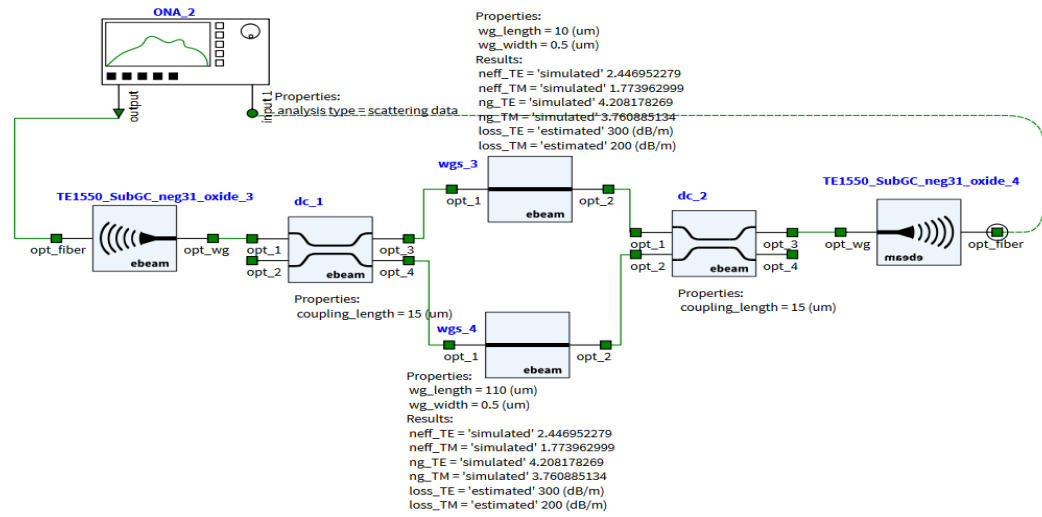 ONA_2
output
input 1
Properties:
analysis type = scattering data
Properties:
wg_length = 10 (um)
wg_width = 0.5 (um)
Results:
neff_TE = 'simulated' 2.446952279
neff_TM = 'simulated' 1.773962999
ng_TE = 'simulated' 4.208178269
ng_TM = 'simulated' 3.760885134
loss_TE = 'estimated' 300 (dB/m)
loss_TM = 'estimated' 200 (dB/m)
wgs_3
opt_1
opt_2
ebeam
TE1550_SubGC_neg31_oxide_3
opt_fiber
opt_wg
ebeam
dc_1
opt_1
opt_2
opt_3
opt_4
ebeam
Properties:
coupling_length = 15 (um)
dc_2
opt_1
opt_2
opt_3
opt_4
ebeam
Properties:
coupling_length = 15 (um)
TE1550_SubGC_neg31_oxide_4
opt_wg
opt_fiber
ebeam
wgs_4
opt_1
opt_2
ebeam
Properties:
wg_length = 110 (um)
wg_width = 0.5 (um)
Results:
neff_TE = 'simulated' 2.446952279
neff_TM = 'simulated' 1.773962999
ng_TE = 'simulated' 4.208178269
ng_TM = 'simulated' 3.760885134
loss_TE = 'estimated' 300 (dB/m)
loss_TM = 'estimated' 200 (dB/m)